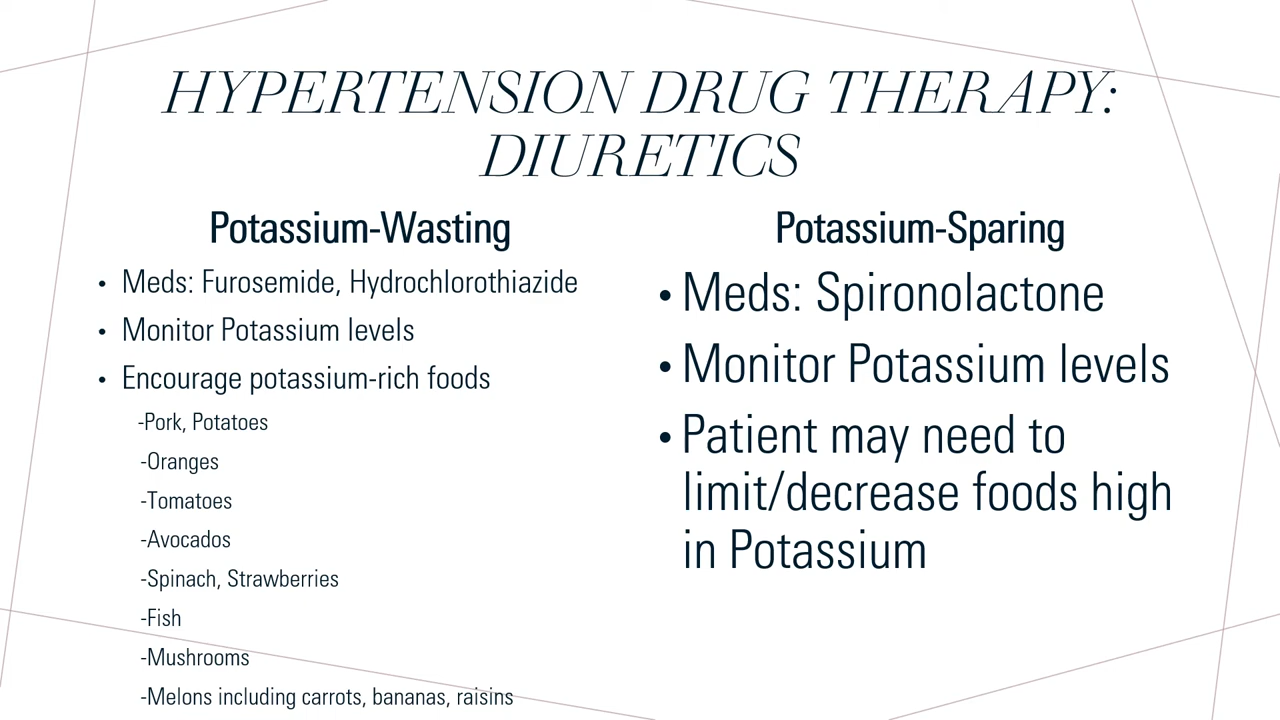 HYPERTENSION DRUG THERAPY:
DIURETICS
Potassium-Wasting
• Meds: Furosemide, Hydrochlorothiazide
• Monitor Potassium levels
• Encourage potassium-rich foods
-Pork, Potatoes
-Oranges
-Tomatoes
-Avocados
-Spinach, Strawberries
-Fish
-Mushrooms
-Melons including carrots, bananas, raisins
Potassium-Sparing
• Meds: Spironolactone
• Monitor Potassium levels
• Patient may need to
limit/decrease foods high
in Potassium